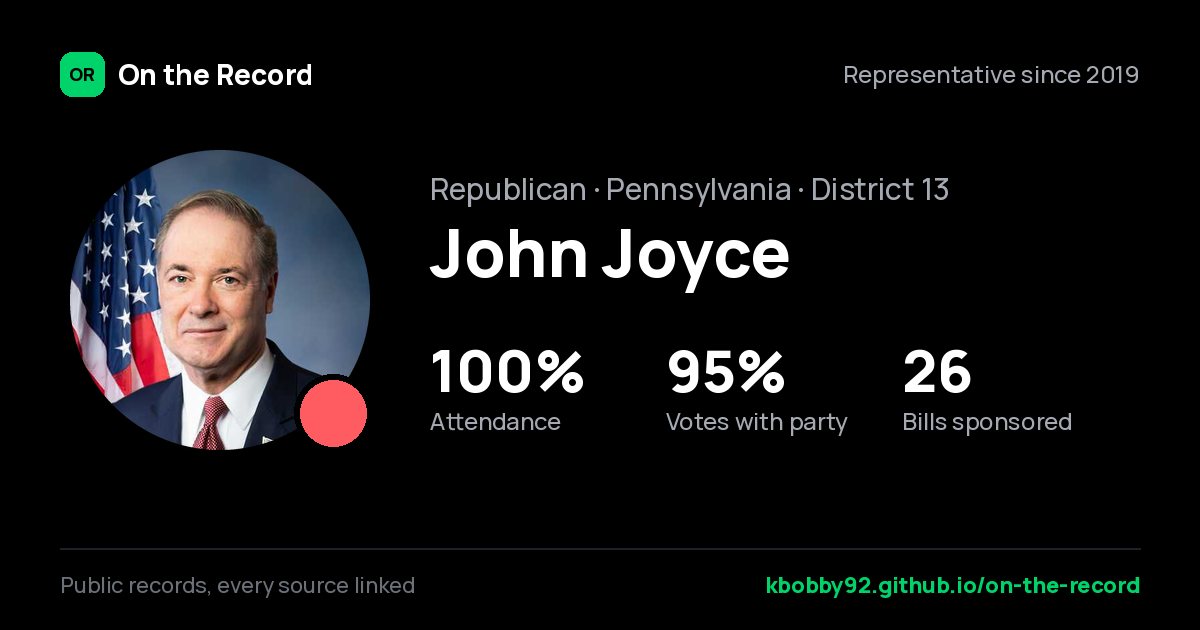 OR On the Record
Representative since 2019
Republican · Pennsylvania · District 13
John Joyce
100% 95% 26
Attendance Votes with party Bills sponsored
Public records, every source linked
kbobby92.github.io/on-the-record